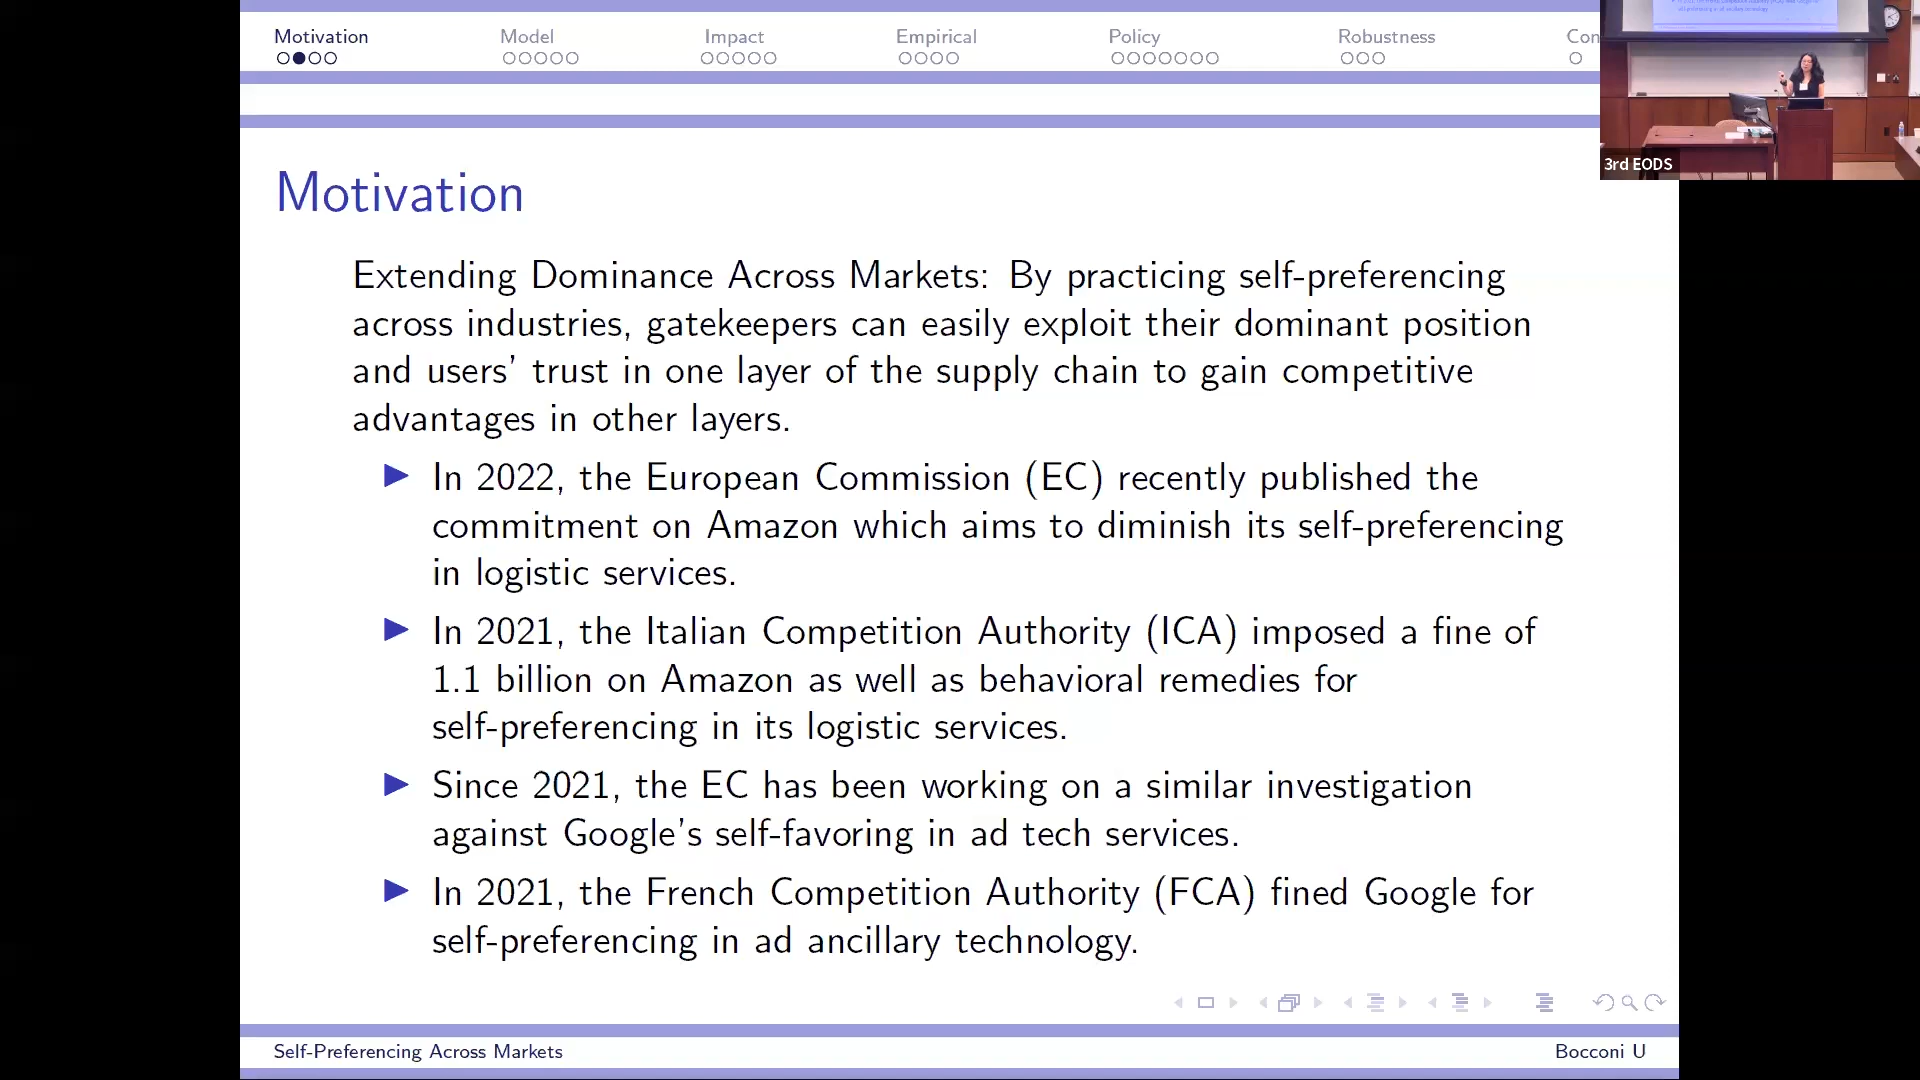 Motivation Model Impact Empirical Policy Robustness Con
3rd EODS
Motivation
Extending Dominance Across Markets: By practicing self-preferencing
across industries, gatekeepers can easily exploit their dominant position
and users' trust in one layer of the supply chain to gain competitive
advantages in other layers.
In 2022, the European Commission (EC) recently published the
commitment on Amazon which aims to diminish its self-preferencing
in logistic services.
In 2021, the Italian Competition Authority (ICA) imposed a fine of
1.1 billion on Amazon as well as behavioral remedies for
self-preferencing in its logistic services.
Since 2021, the EC has been working on a similar investigation
against Google's self-favoring in ad tech services.
In 2021, the French Competition Authority (FCA) fined Google for
self-preferencing in ad ancillary technology.
Self-Preferencing Across Markets Bocconi U